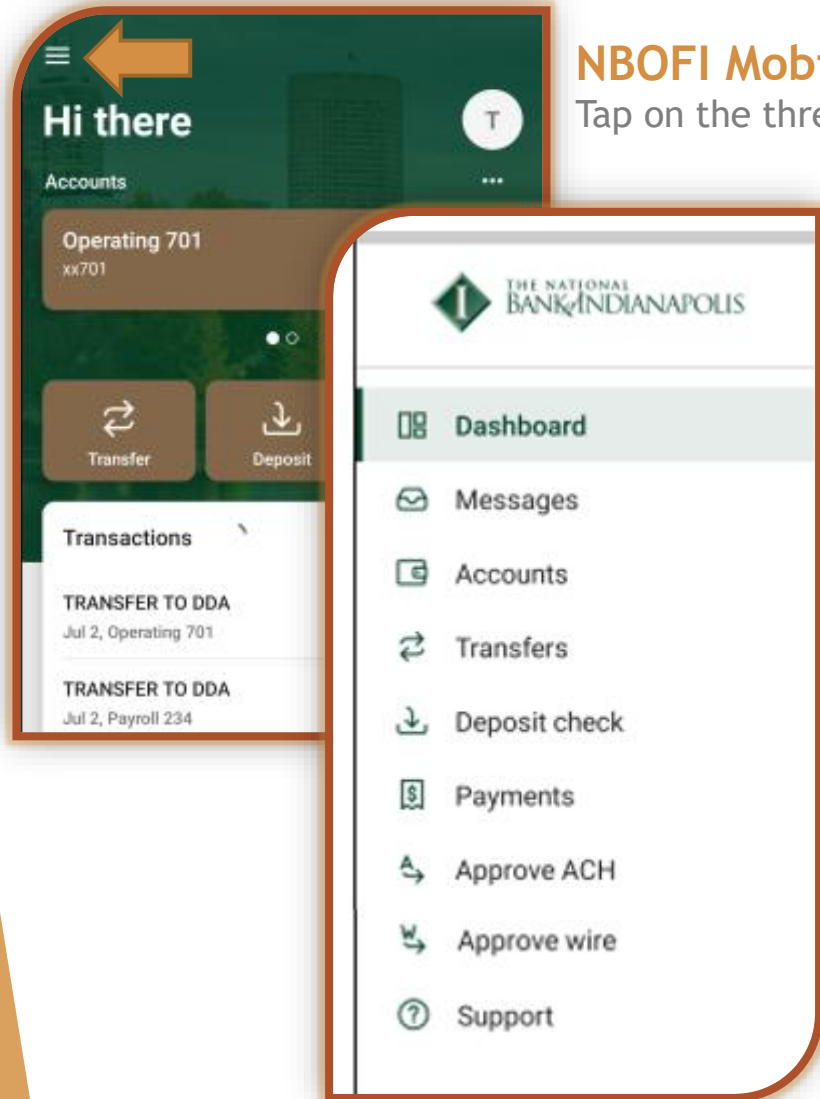 NBOFI Mob
Tap on the thre
Hi there
T
Accounts
Operating 701
xx701
Transfer
Deposit
Transactions
TRANSFER TO DDA
Jul 2, Operating 701
TRANSFER TO DDA
Jul 2, Payroll 234
I
THE NATIONAL
BANK of INDIANAPOLIS
Dashboard
Messages
Accounts
Transfers
Deposit check
Payments
Approve ACH
Approve wire
Support